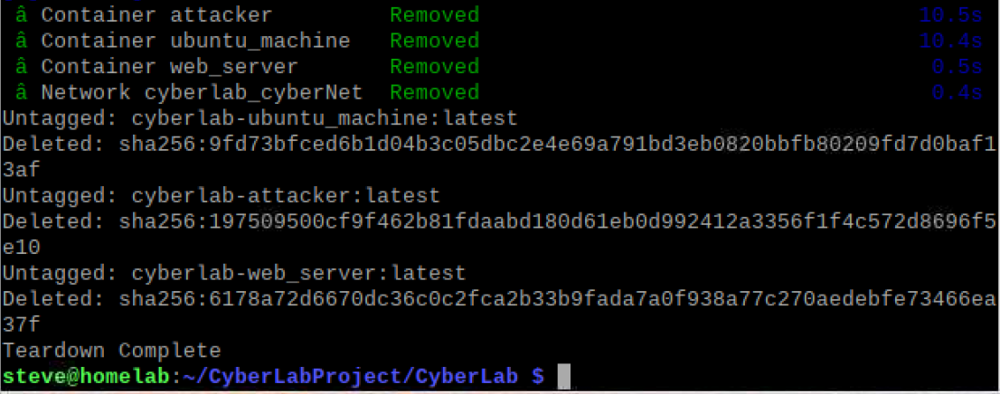 â Container attacker Removed 10.5s
â Container ubuntu_machine Removed 10.4s
â Container web_server Removed 0.5s
â Network cyberlab_cyberNet Removed 0.4s
Untagged: cyberlab-ubuntu_machine:latest
Deleted: sha256:9fd73bfced6b1d04b3c05dbc2e4e69a791bd3eb0820bbfb80209fd7d0baf1
3af
Untagged: cyberlab-attacker:latest
Deleted: sha256:197509500cf9f462b81fdaabd180d61eb0d992412a3356f1f4c572d8696f5
e10
Untagged: cyberlab-web_server:latest
Deleted: sha256:6178a72d6670dc36c0c2fca2b33b9fada7a0f938a77c270aedebfe73466ea
37f
Teardown Complete
steve@homelab:~/CyberLabProject/CyberLab $